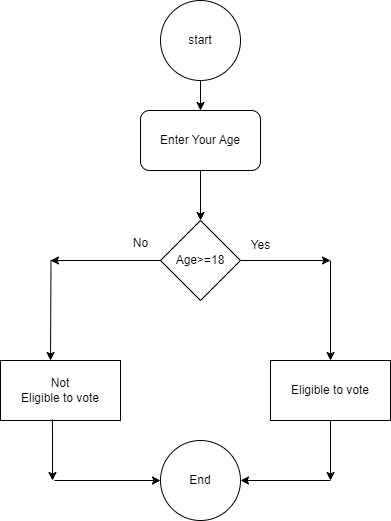 start
Enter Your Age
No
Age>=18
Yes
Not
Eligible to vote
Eligible to vote
End